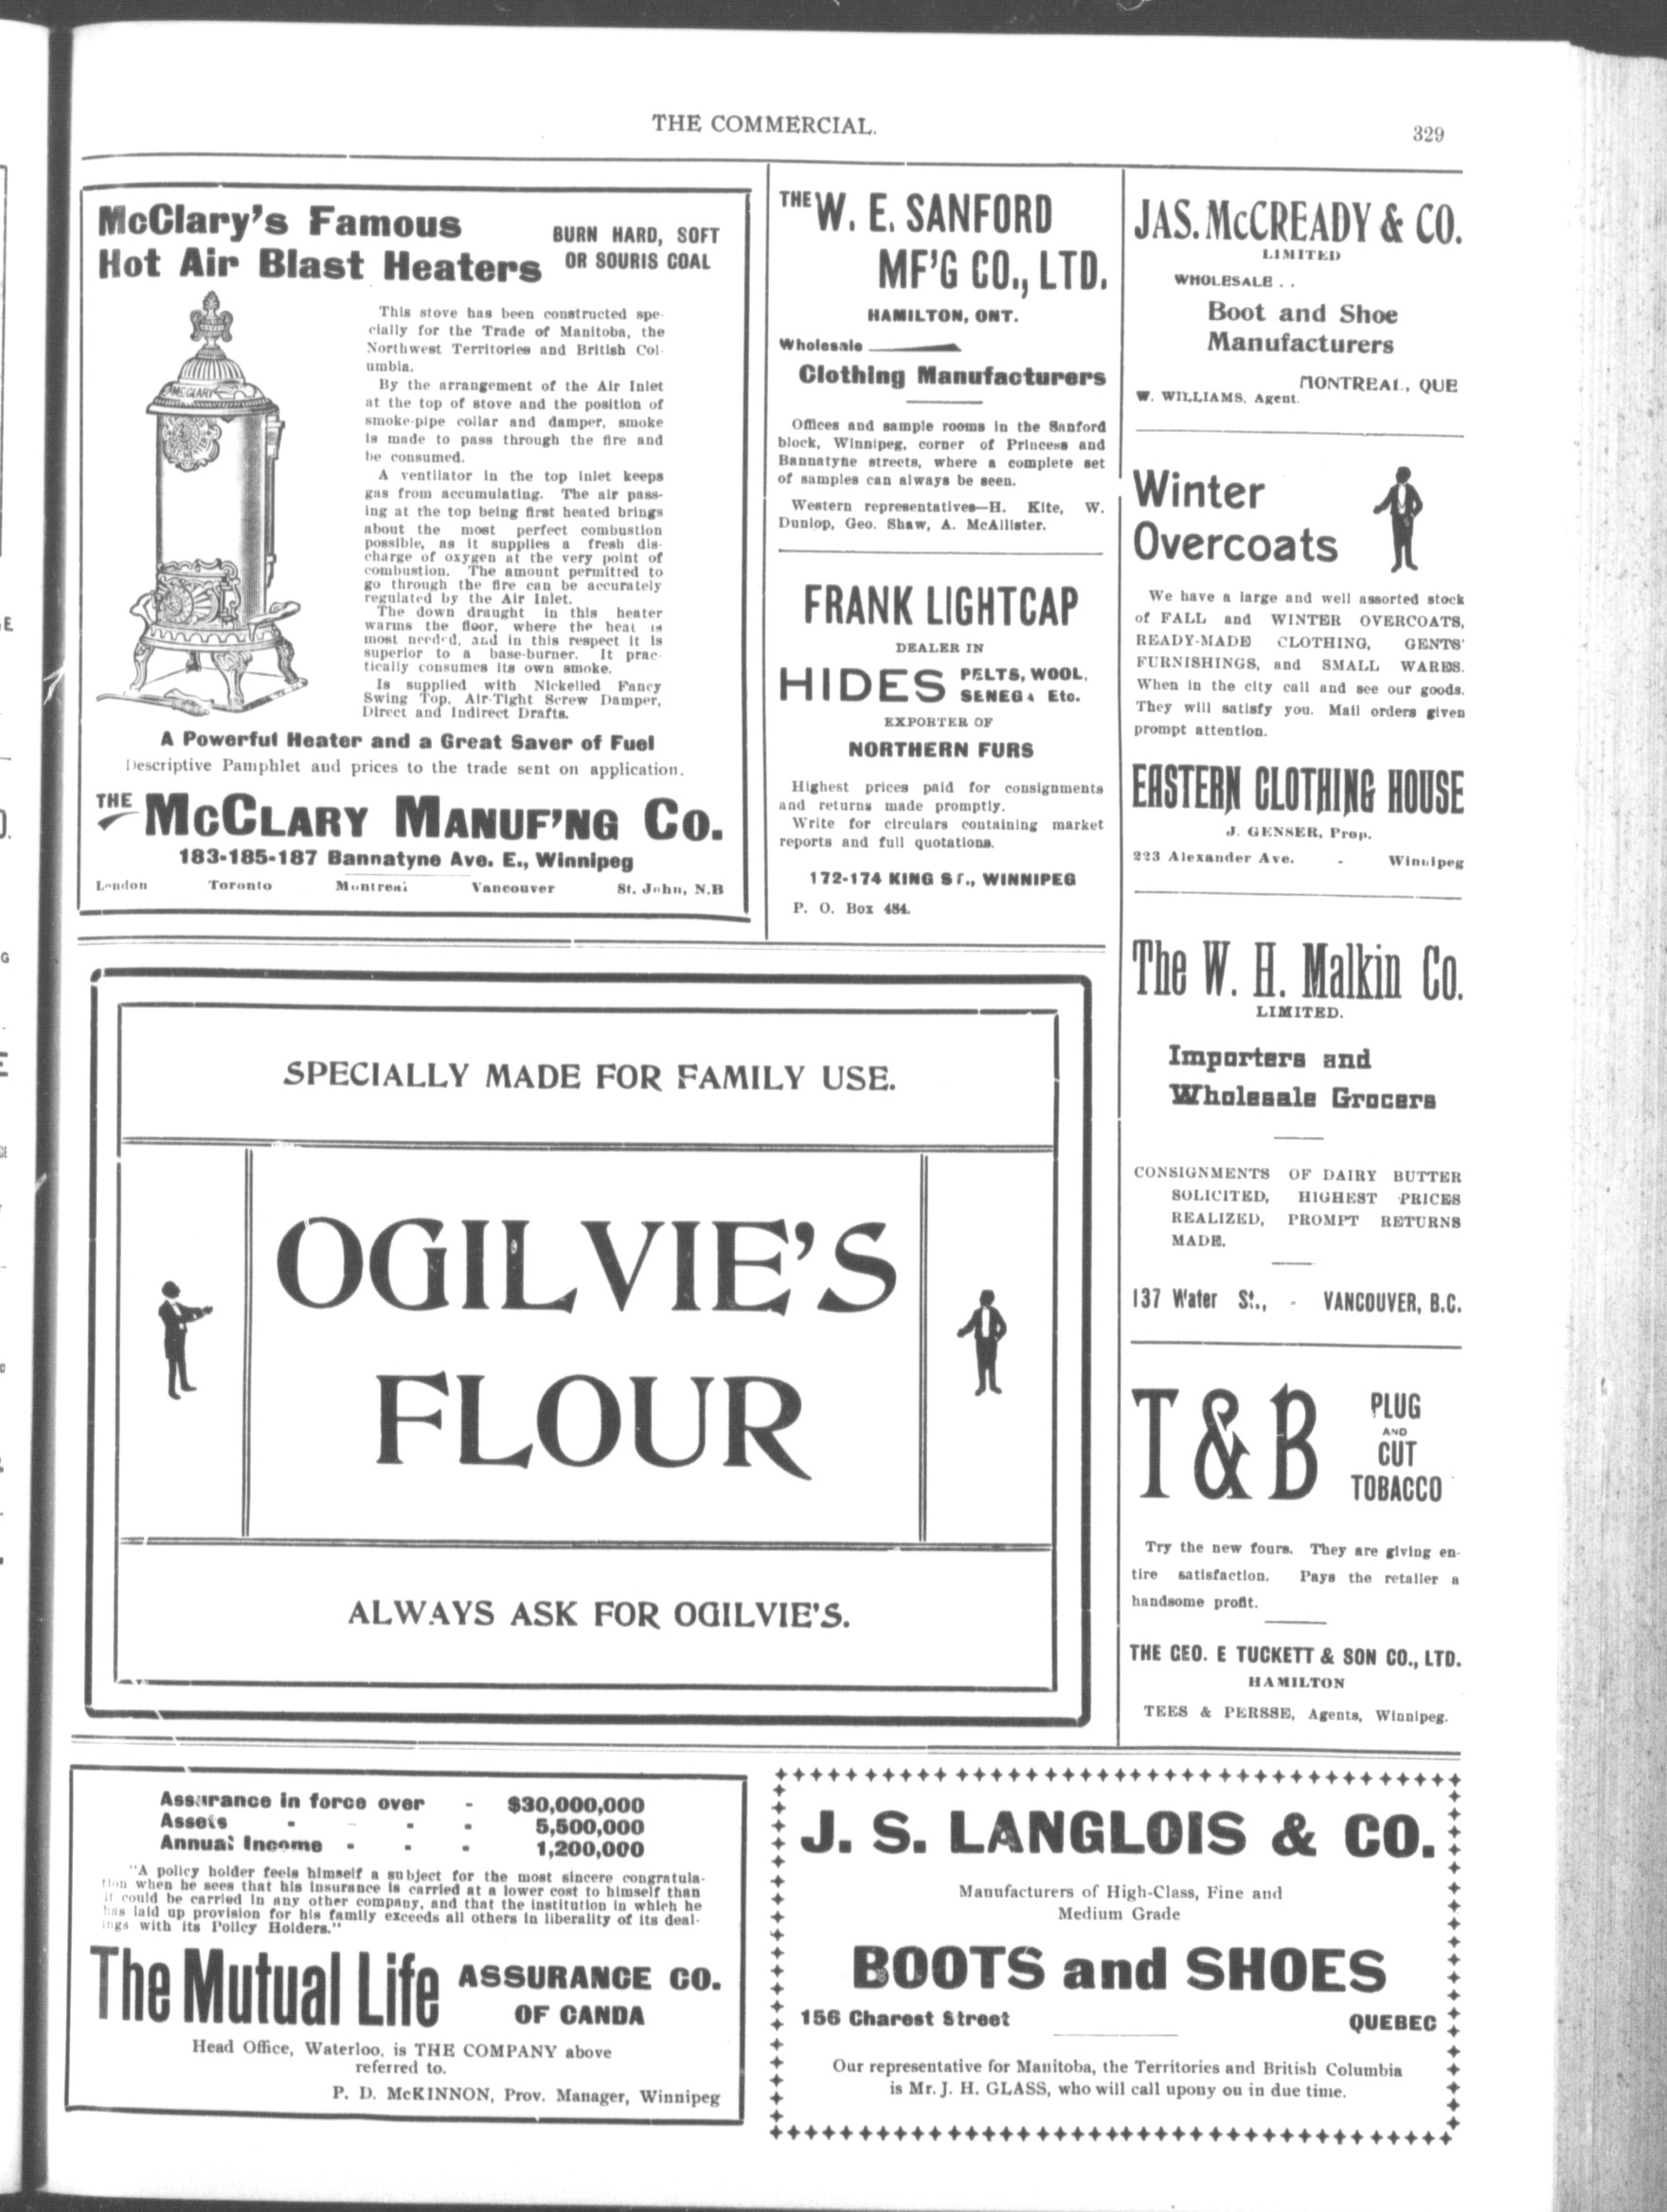 THE COMMERCIAL.
329
McClary's Famous
Hot Air Blast Heaters
BURN HARD, SOFT
OR SOURIS COAL
McCLARY
This stove has been constructed spe-
cially for the Trade of Manitoba, the
Northwest Territories and British Col-
umbia.
By the arrangement of the Air Inlet
at the top of stove and the position of
smoke-pipe collar and damper, smoke
is made to pass through the fire and
be consumed.
A ventilator in the top inlet keeps
gas from accumulating. The air pass-
ing at the top being first heated brings
about the most perfect combustion
possible, as it supplies a fresh dis-
charge of oxygen at the very point of
combustion. The amount permitted to
go through the fire can be accurately
regulated by the Air Inlet.
The down draught in this heater
warms the floor, where the heat is
most needed, and in this respect it is
superior to a base-burner. It prac-
tically consumes its own smoke.
Is supplied with Nickelled Fancy
Swing Top, Air-Tight Screw Damper,
Direct and Indirect Drafts.
A Powerful Heater and a Great Saver of Fuel
Descriptive Pamphlet and prices to the trade sent on application.
THE McCLARY MANUF'NG CO.
183-185-187 Bannatyne Ave. E., Winnipeg
London Toronto Montreal Vancouver St. John, N.B
THE W. E. SANFORD
MF'G CO., LTD.
HAMILTON, ONT.
Wholesale
Clothing Manufacturers
Offices and sample rooms in the Sanford
block, Winnipeg, corner of Princess and
Bannatyne streets, where a complete set
of samples can always be seen.
Western representatives—H. Kite, W.
Dunlop, Geo. Shaw, A. McAllister.
FRANK LIGHTCAP
DEALER IN
HIDES PELTS, WOOL,
SENEGA Etc.
EXPORTER OF
NORTHERN FURS
Highest prices paid for consignments
and returns made promptly.
Write for circulars containing market
reports and full quotations.
172-174 KING ST., WINNIPEG
P. O. Box 484.
JAS. McCREADY & CO.
LIMITED
WHOLESALE . .
Boot and Shoe
Manufacturers
MONTREAL, QUE
W. WILLIAMS, Agent.
Winter
Overcoats
We have a large and well assorted stock
of FALL and WINTER OVERCOATS,
READY-MADE CLOTHING, GENTS'
FURNISHINGS, and SMALL WARES.
When in the city call and see our goods.
They will satisfy you. Mail orders given
prompt attention.
EASTERN CLOTHING HOUSE
J. GENSER, Prop.
223 Alexander Ave. - Winnipeg
The W. H. Malkin Co.
LIMITED.
Importers and
Wholesale Grocers
CONSIGNMENTS OF DAIRY BUTTER
SOLICITED, HIGHEST PRICES
REALIZED, PROMPT RETURNS
MADE.
137 Water St., - VANCOUVER, B.C.
T & B
PLUG
AND
CUT
TOBACCO
Try the new fours. They are giving en-
tire satisfaction. Pays the retailer a
handsome profit.
THE GEO. E TUCKETT & SON CO., LTD.
HAMILTON
TEES & PERSSE, Agents, Winnipeg.
SPECIALLY MADE FOR FAMILY USE.
OGILVIE'S
FLOUR
ALWAYS ASK FOR OGILVIE'S.
Assurance in force over - $30,000,000
Assets - - - - 5,500,000
Annual Income - - - 1,200,000
"A policy holder feels himself a subject for the most sincere congratula-
tion when he sees that his insurance is carried at a lower cost to himself than
it could be carried in any other company, and that the institution in which he
has laid up provision for his family exceeds all others in liberality of its deal-
ings with its Policy Holders."
The Mutual Life ASSURANCE CO.
OF CANDA
Head Office, Waterloo, is THE COMPANY above
referred to.
P. D. McKINNON, Prov. Manager, Winnipeg
J. S. LANGLOIS & CO.
Manufacturers of High-Class, Fine and
Medium Grade
BOOTS and SHOES
156 Charest Street QUEBEC
Our representative for Manitoba, the Territories and British Columbia
is Mr. J. H. GLASS, who will call upony ou in due time.